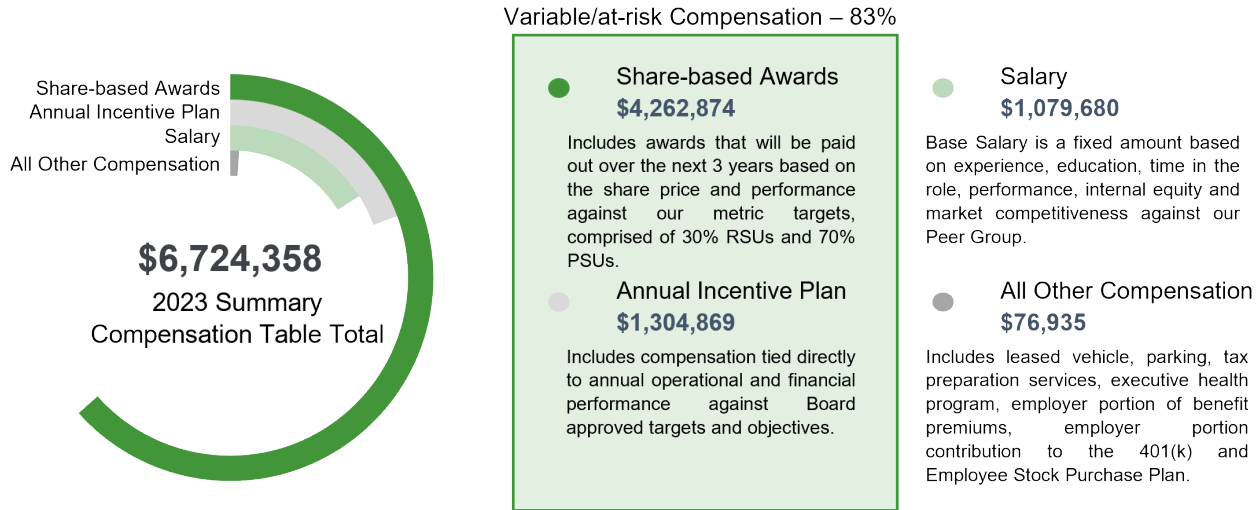 Variable/at-risk Compensation – 83%
Share-based Awards
Annual Incentive Plan
Salary
All Other Compensation
$6,724,358
2023 Summary
Compensation Table Total
Share-based Awards
$4,262,874
Includes awards that will be paid
out over the next 3 years based on
the share price and performance
against our metric targets,
comprised of 30% RSUs and 70%
PSUs.
Annual Incentive Plan
$1,304,869
Includes compensation tied directly
to annual operational and financial
performance against Board
approved targets and objectives.
Salary
$1,079,680
Base Salary is a fixed amount based
on experience, education, time in the
role, performance, internal equity and
market competitiveness against our
Peer Group.
All Other Compensation
$76,935
Includes leased vehicle, parking, tax
preparation services, executive health
program, employer portion of benefit
premiums, employer portion
contribution to the 401(k) and
Employee Stock Purchase Plan.